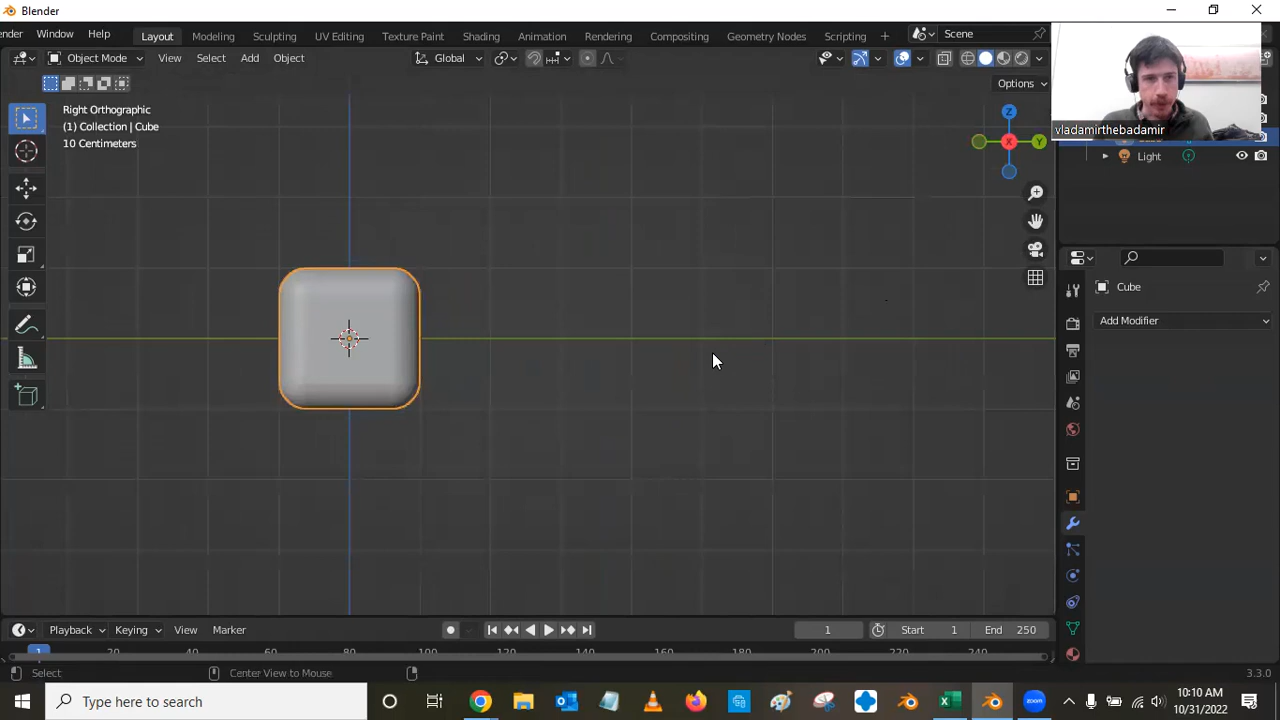 Blender
nder Window Help Layout Modeling Sculpting UV Editing Texture Paint Shading Animation Rendering Compositing Geometry Nodes Scripting + Scene
Object Mode View Select Add Object Global
Options
Right Orthographic
(1) Collection | Cube
10 Centimeters
Z
X
Y
vladamirthebadamir
Light
Cube
Add Modifier
Playback Keying View Marker 1 Start 1 End 250
1 20 40 60 80 100 120 140 160 180 200 220 240
Select Center View to Mouse 3.3.0
Type here to search
zoom
10:10 AM
10/31/2022